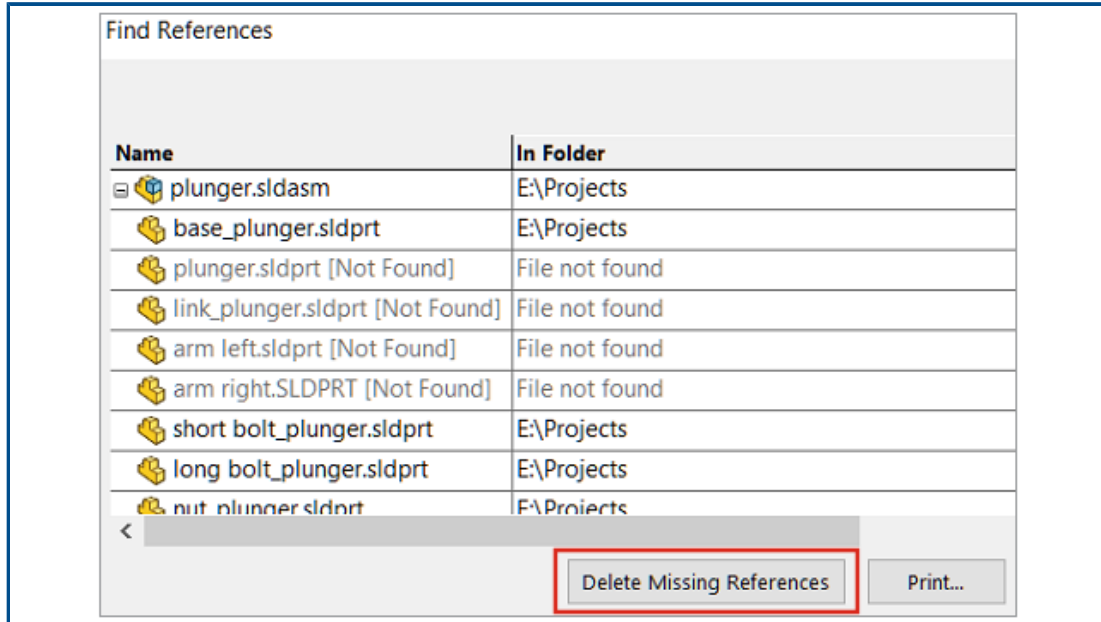 Find References
Name In Folder
plunger.sldasm E:\Projects
base_plunger.sldprt E:\Projects
plunger.sldprt [Not Found] File not found
link_plunger.sldprt [Not Found] File not found
arm left.sldprt [Not Found] File not found
arm right.SLDPRT [Not Found] File not found
short bolt_plunger.sldprt E:\Projects
long bolt_plunger.sldprt E:\Projects
nut_plunger.sldprt E:\Projects
Delete Missing References Print...